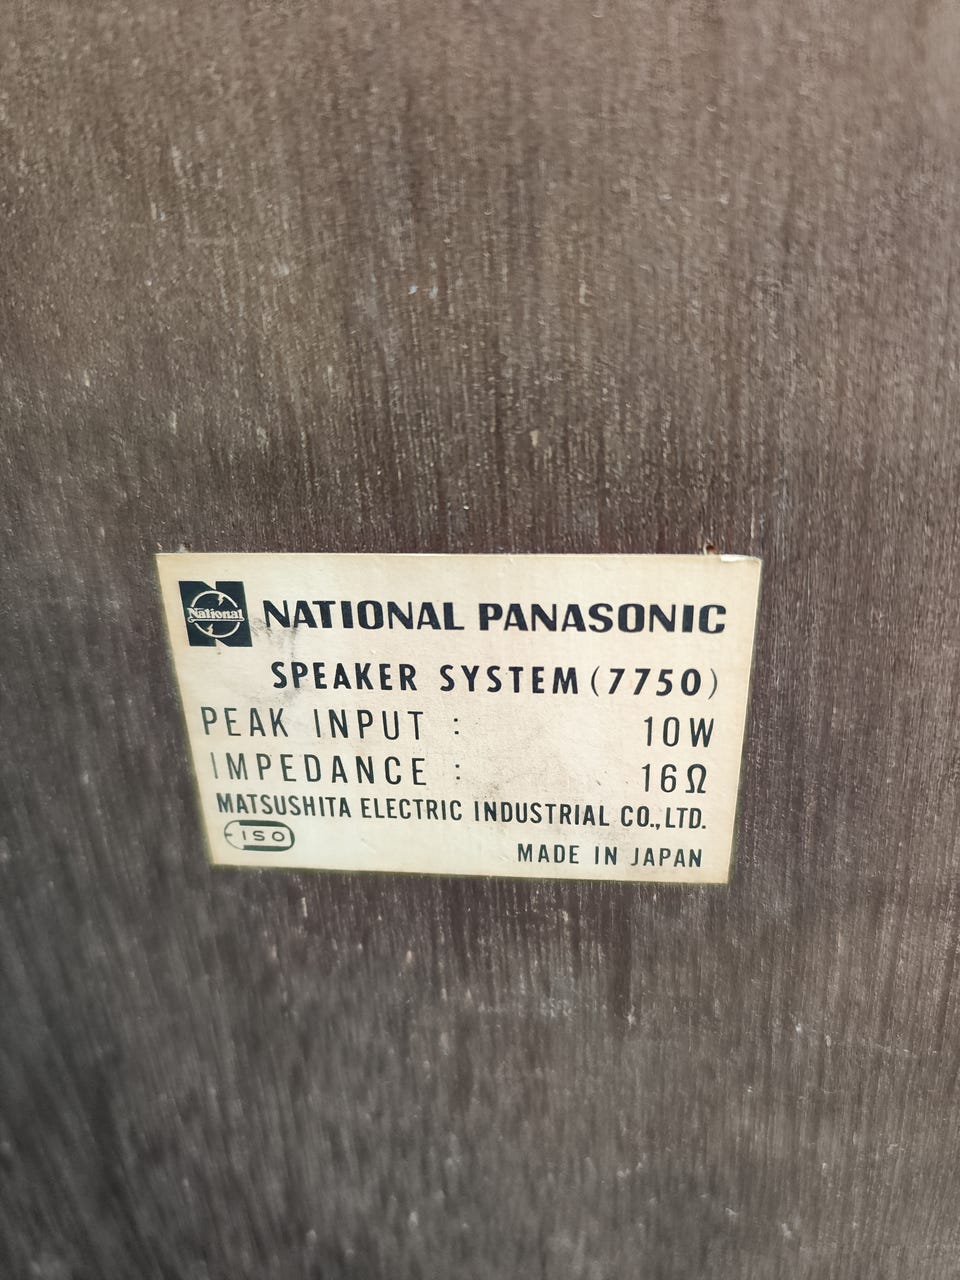 National NATIONAL PANASONIC
SPEAKER SYSTEM (7750)
PEAK INPUT : 10W
IMPEDANCE : 16Ω
MATSUSHITA ELECTRIC INDUSTRIAL CO., LTD.
ISO
MADE IN JAPAN